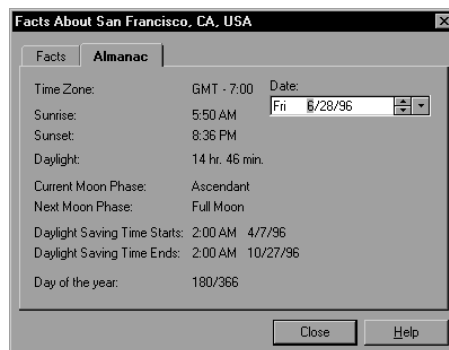 Facts About San Francisco, CA, USA
Facts Almanac
Time Zone: GMT - 7:00 Date:
Fri 6/28/96
Sunrise: 5:50 AM
Sunset: 8:36 PM
Daylight: 14 hr. 46 min.
Current Moon Phase: Ascendant
Next Moon Phase: Full Moon
Daylight Saving Time Starts: 2:00 AM 4/7/96
Daylight Saving Time Ends: 2:00 AM 10/27/96
Day of the year: 180/366
Close Help